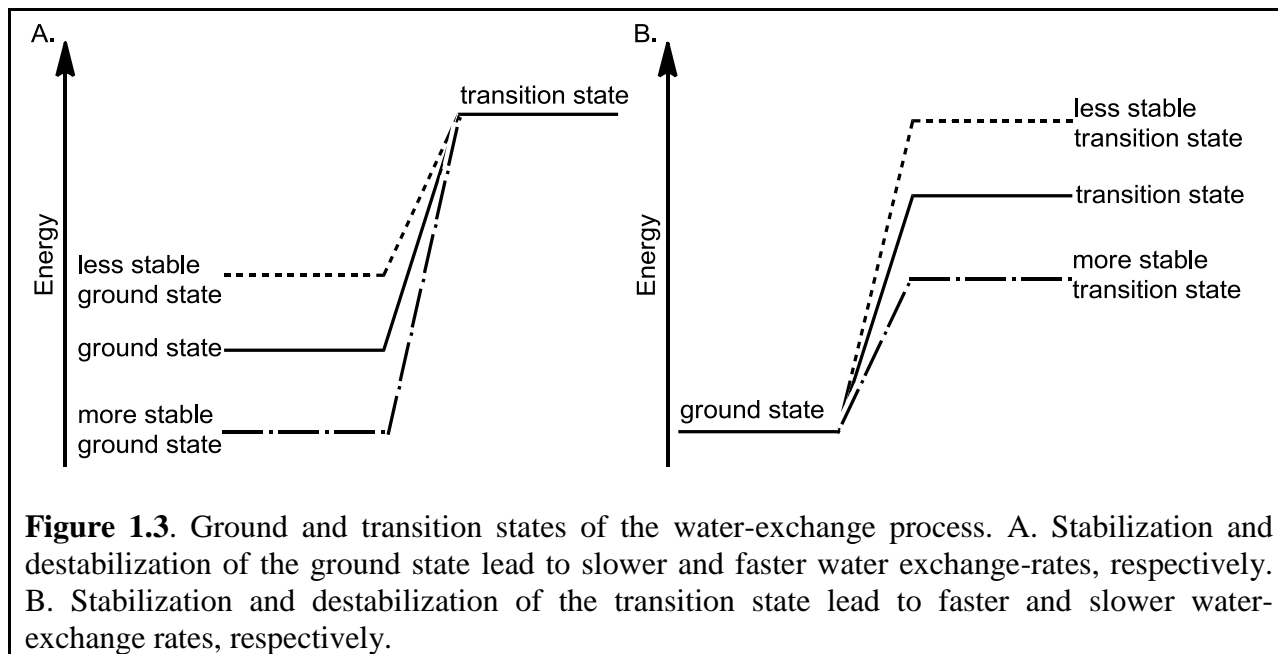 A.
Energy
transition state
less stable
ground state
ground state
more stable
ground state
B.
Energy
less stable
transition state
transition state
more stable
transition state
ground state
Figure 1.3. Ground and transition states of the water-exchange process. A. Stabilization and
destabilization of the ground state lead to slower and faster water exchange-rates, respectively.
B. Stabilization and destabilization of the transition state lead to faster and slower water-
exchange rates, respectively.